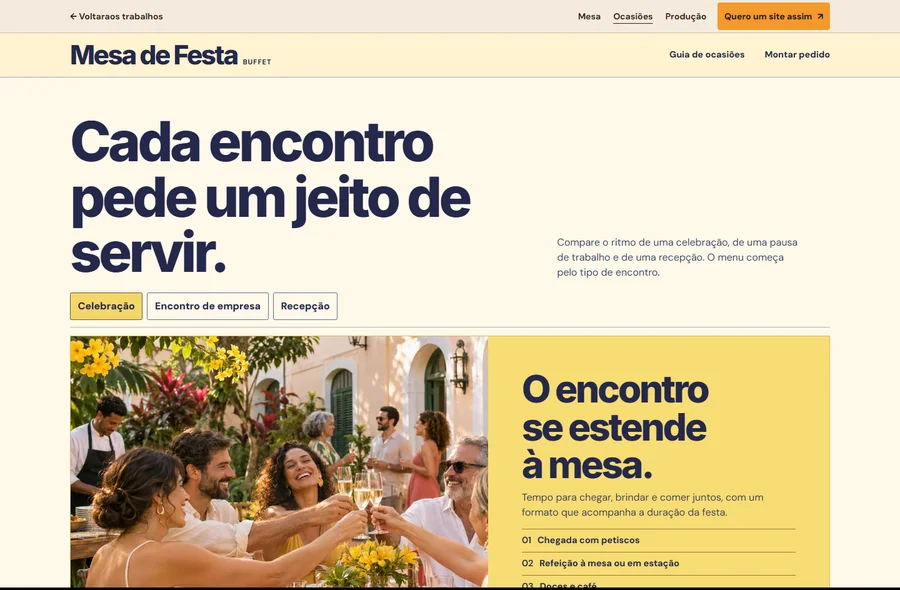 ← Voltaraos trabalhos
Mesa Ocasiões Produção Quero um site assim ↗
Mesa de Festa BUFFET
Guia de ocasiões Montar pedido
Cada encontro
pede um jeito de
servir.
Compare o ritmo de uma celebração, de uma pausa
de trabalho e de uma recepção. O menu começa
pelo tipo de encontro.
Celebração Encontro de empresa Recepção
O encontro
se estende
à mesa.
Tempo para chegar, brindar e comer juntos, com um
formato que acompanha a duração da festa.
01 Chegada com petiscos
02 Refeição à mesa ou em estação
03 Doces e café